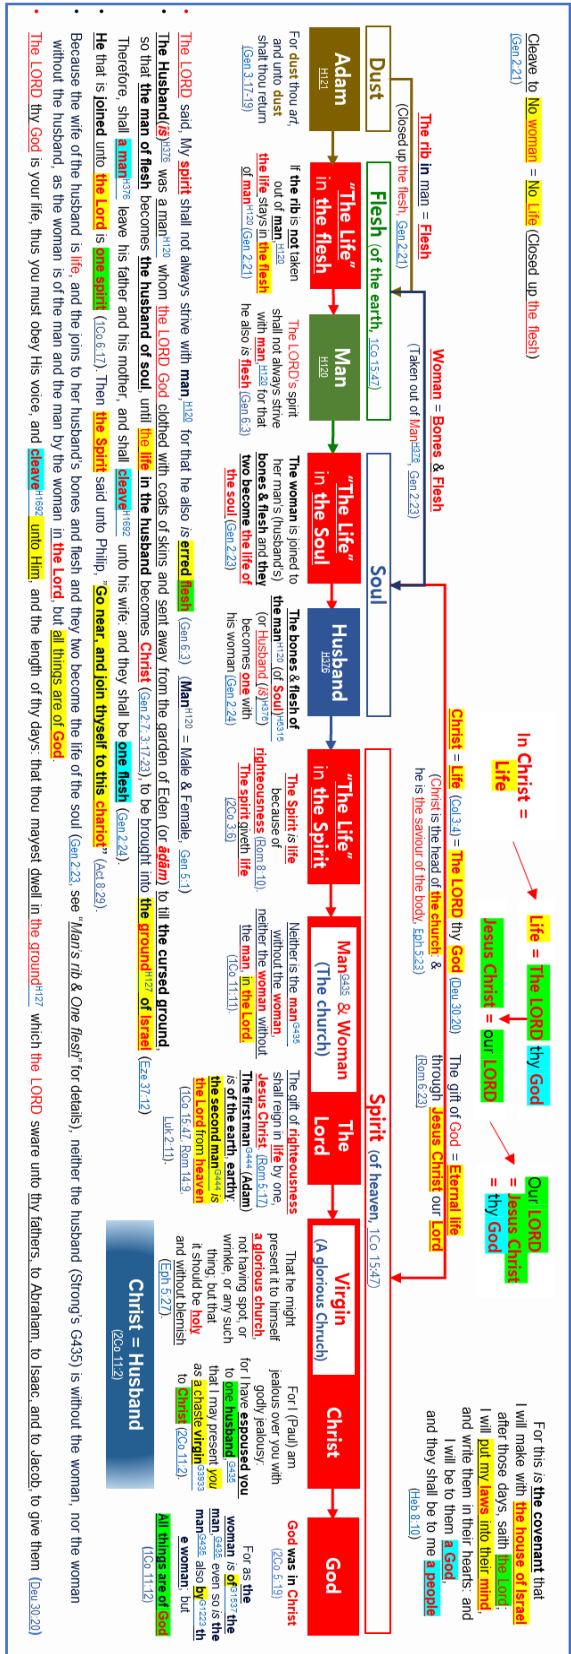 Cleave to No woman = No Life (Closed up the flesh)
(Gen 2:21)
The rib in man = Flesh
(Closed up the flesh, Gen 2:21)
Woman = Bones & Flesh
(Taken out of ManH376, Gen 2:23)
In Christ =
Life
Life = The LORD thy God
Jesus Christ = our LORD
Our LORD
= Jesus Christ
= thy God
Christ = Life (Col 3:4) = The LORD thy God (Deu 30:20)
(Christ is the head of the church: &
he is the saviour of the body, Eph 5:23)
The gift of God = Eternal life
through Jesus Christ our Lord
(Rom 6:23)
For this is the covenant that
I will make with the house of Israel
after those days, saith the Lord;
I will put my laws into their mind,
and write them in their hearts: and
I will be to them a God,
and they shall be to me a people
(Heb 8:10)
Dust
Flesh (of the earth, 1Co 15:47)
Soul
Spirit (of heaven, 1Co 15:47)
Adam
H121
"The Life"
in the flesh
Man
H120
"The Life"
in the Soul
Husband
H376
"The Life"
in the Spirit
ManG435 & Woman
(The church)
The
Lord
Virgin
(A glorious Chruch)
Christ
God
For dust thou art,
and unto dust
shalt thou return
(Gen 3:17-19)
If the rib is not taken
out of man,H120
the life stays in the flesh
of manH120 (Gen 2:21)
The LORD's spirit
shall not always strive
with man,H120 for that
he also is flesh (Gen 6:3)
The woman is joined to
her man's (husband's)
bones & flesh and they
two become the life of
the soul (Gen 2:23)
The bones & flesh of
the manH120 (of Soul)H5315
(or Husband (is)H376)
becomes one with
his woman (Gen 2:24)
The Spirit is life
because of
righteousness (Rom 8:10).
The spirit giveth life
(2Co 3:6)
Neither is the manG435
without the woman,
neither the woman without
the man, in the Lord.
(1Co 11:11).
The gift of righteousness
shall reign in life by one,
Jesus Christ (Rom 5:17)
The first manG444 (Adam)
is of the earth, earthy:
the second manG444 is
the Lord from heaven
(1Co 15:47, Rom 14:9,
Luk 2:11).
That he might
present it to himself
a glorious church,
not having spot, or
wrinkle, or any such
thing; but that
it should be holy
and without blemish
(Eph 5:27).
For I (Paul) am
jealous over you with
godly jealousy:
for I have espoused you
to one husband,G435
that I may present you
as a chaste virginG3933
to Christ (2Co 11:2).
God was in Christ
(2Co 5:19)
For as the
woman is ofG1537 the
man,G435 even so is the
manG435 also byG1223 th
e woman; but
All things are of God
(1Co 11:12)
Christ = Husband
(2Co 11:2)
• The LORD said, My spirit shall not always strive with man,H120 for that he also is erred flesh (Gen 6:3) (ManH120 = Male & Female, Gen 5:1)
The Husband(is)H376 was a manH120 whom the LORD God clothed with coats of skins and sent away from the garden of Eden (or ădām) to till the cursed ground,
so that the man of flesh becomes the husband of soul, until the life in the husband becomes Christ (Gen 2:7; 3:17-23), to be brought into the groundH127 of Israel (Eze 37:12)
Therefore, shall a manH376 leave his father and his mother, and shall cleaveH1692 unto his wife: and they shall be one flesh (Gen 2:24).
• He that is joined unto the Lord is one spirit (1Co 6:17). Then the Spirit said unto Philip, "Go near, and join thyself to this chariot" (Act 8:29).
• Because the wife of the husband is life, and the joins to her husband's bones and flesh and they two become the life of the soul (Gen 2:23, see "Man's rib & One flesh" for details), neither the husband (Strong's G435) is without the woman, nor the woman
without the husband, as the woman is of the man and the man by the woman in the Lord, but all things are of God.
• The LORD thy God is your life, thus you must obey His voice, and cleaveH1692 unto Him, and the length of thy days: that thou mayest dwell in the groundH127 which the LORD sware unto thy fathers, to Abraham, to Isaac, and to Jacob, to give them (Deu 30:20)